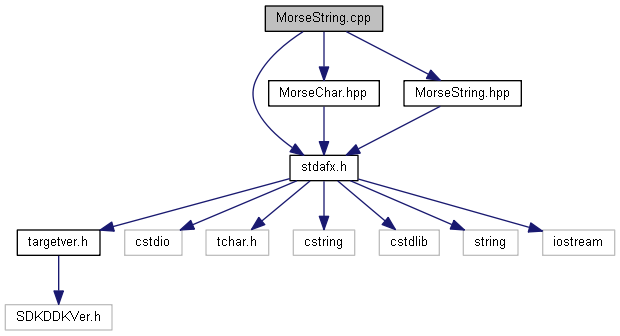 MorseString.cpp
MorseChar.hpp
MorseString.hpp
stdafx.h
targetver.h
cstdio
tchar.h
cstring
cstdlib
string
iostream
SDKDDKVer.h